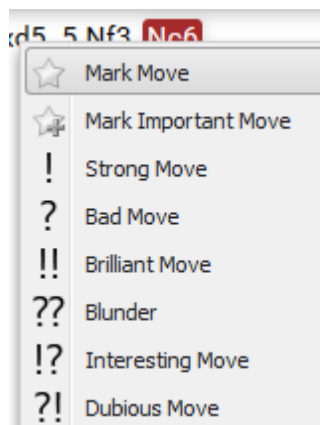 xd5 5 Nf3 Nc6
Mark Move
Mark Important Move
! Strong Move
? Bad Move
!! Brilliant Move
?? Blunder
!? Interesting Move
?! Dubious Move